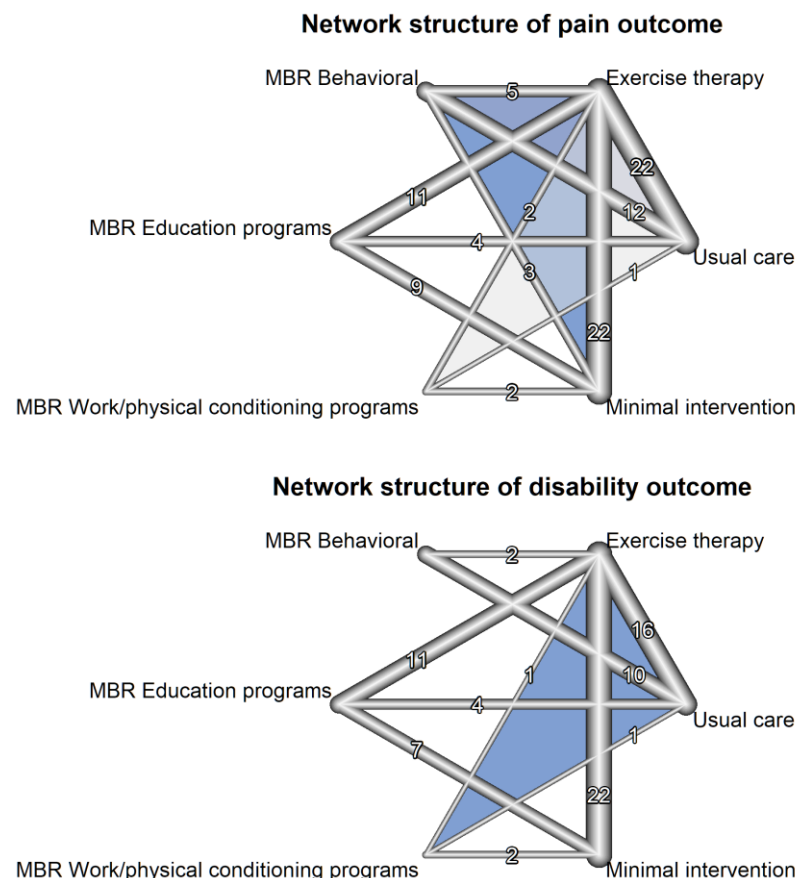 Network structure of pain outcome
MBR Behavioral
Exercise therapy
5
22
11
2
12
MBR Education programs
4
Usual care
3
1
9
22
MBR Work/physical conditioning programs
2
Minimal intervention
Network structure of disability outcome
MBR Behavioral
Exercise therapy
2
16
11
1
10
MBR Education programs
4
Usual care
1
7
22
MBR Work/physical conditioning programs
2
Minimal intervention